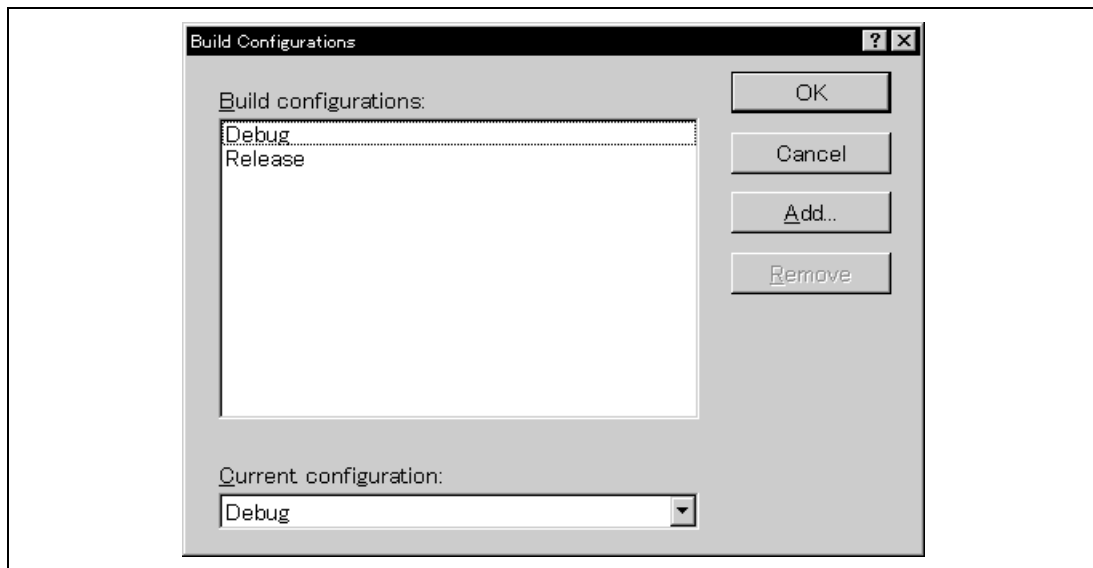 Build Configurations
Build configurations:
Debug
Release
OK
Cancel
Add...
Remove
Current configuration:
Debug